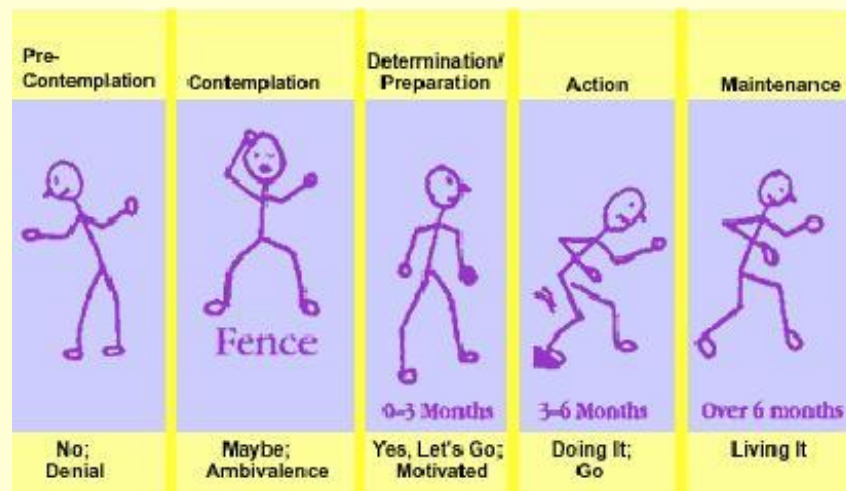 Pre-
Contemplation
Contemplation
Determination/
Preparation
Action
Maintenance
Fence
0-3 Months
3-6 Months
Over 6 months
No;
Denial
Maybe;
Ambivalence
Yes, Let's Go;
Motivated
Doing It;
Go
Living It